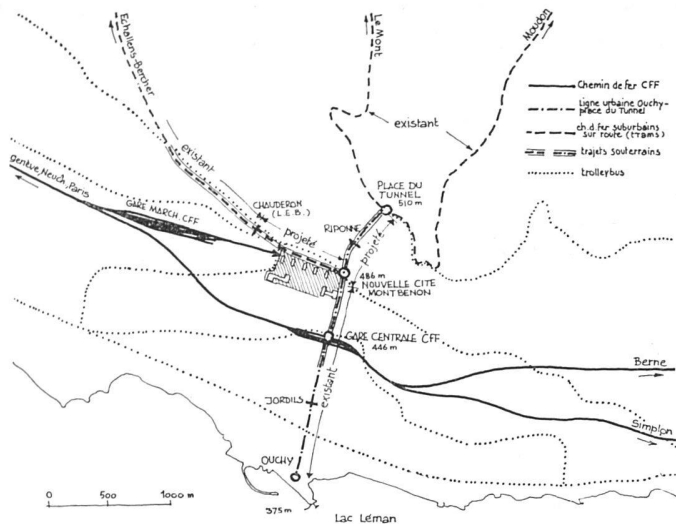 Echallens-Bercher
Le Mont
Moudon
Chemin de fer CFF
Ligne urbaine Ouchy-
place du Tunnel
ch.d.fer suburbains
sur route (trams)
trajets souterrains
trolleybus
existant
existant
Genève, Neuch, Paris
GARE MARCH. CFF
CHAUDERON
(L.E.B.)
projeté
PLACE DU
TUNNEL
510 m
RIPONNE
projeté
486 m
NOUVELLE CITE
MONTBENON
GARE CENTRALE CFF
446 m
Berne
existant
JORDILS
Simplon
OUCHY
0 500 1000 m
375 m
Lac Léman